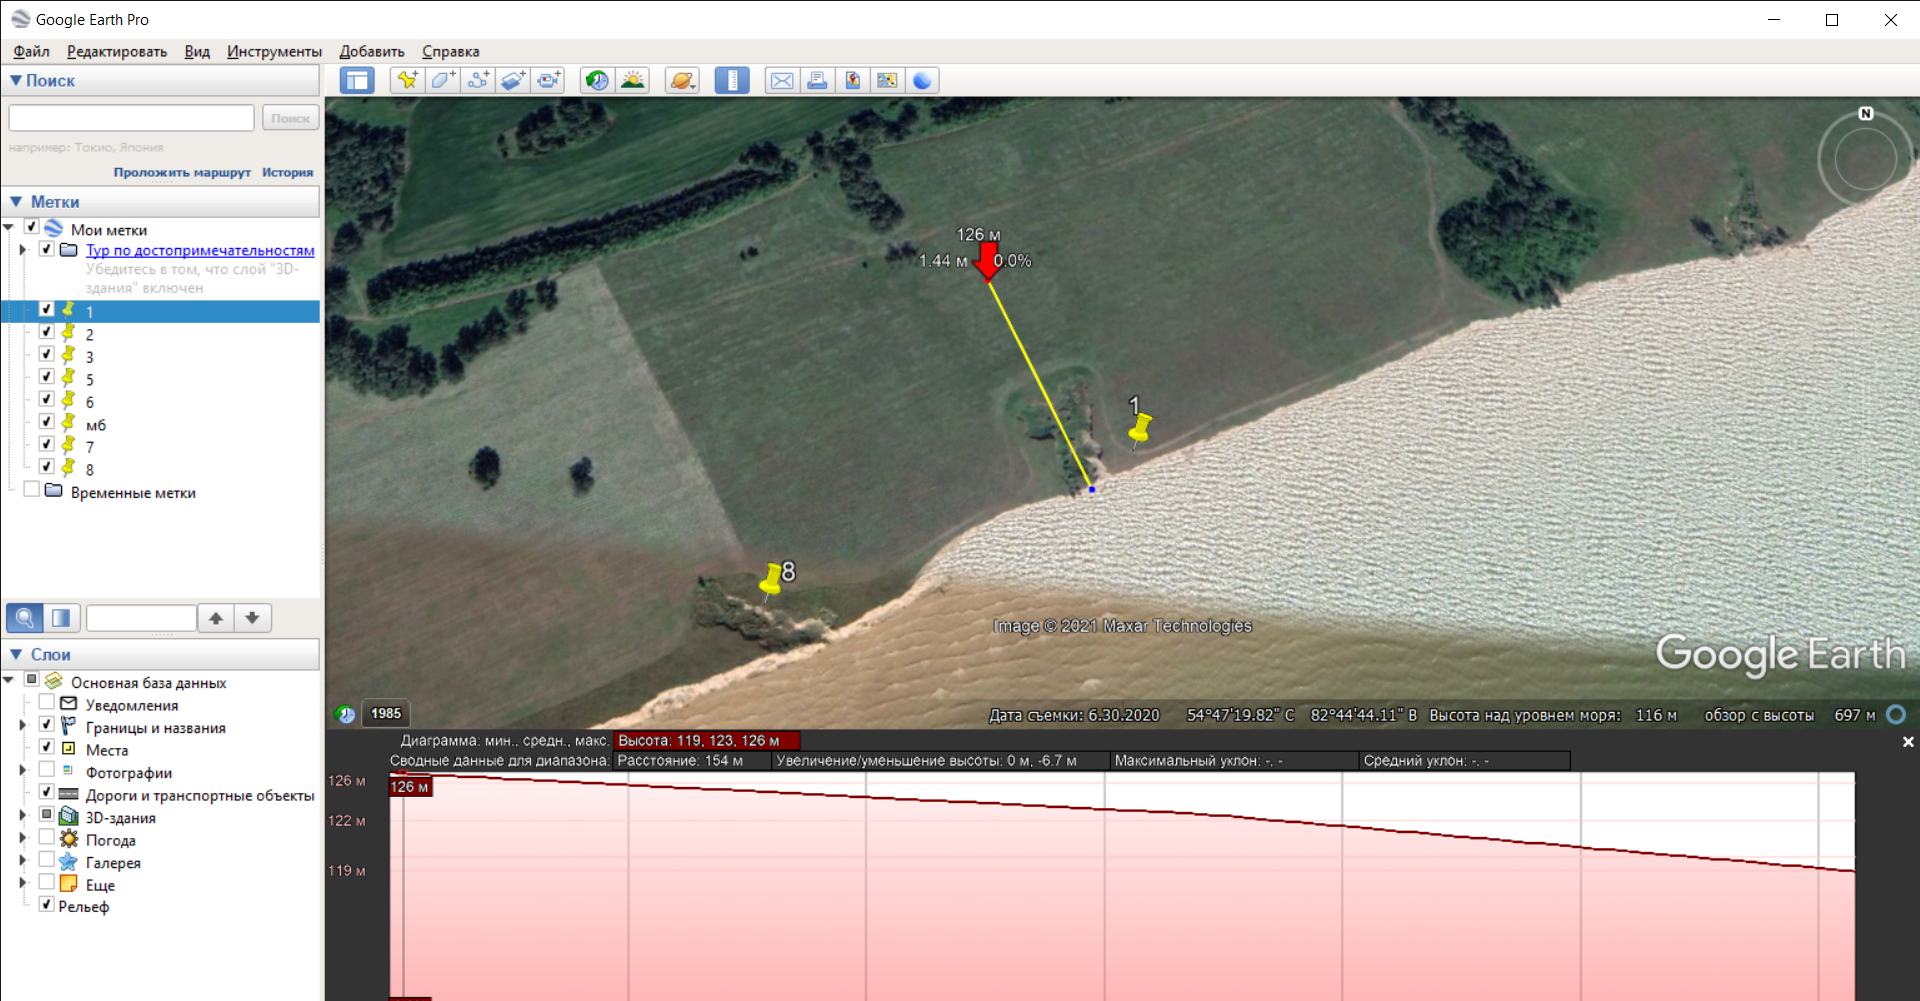 Google Earth Pro
Файл Редактировать Вид Инструменты Добавить Справка
Поиск
Поиск
например: Токио, Япония
Проложить маршрут История
Метки
Мои метки
Тур по достопримечательностям
Убедитесь в том, что слой "3D-
здания" включен
1
2
3
5
6
м6
7
8
Временные метки
Слои
Основная база данных
Уведомления
Границы и названия
Места
Фотографии
Дороги и транспортные объекты
3D-здания
Погода
Галерея
Еще
Рельеф
N
126 м
1.44 м 0.0%
1
8
Image © 2021 Maxar Technologies
Google Earth
1985
Дата съемки: 6.30.2020 54°47'19.82" С 82°44'44.11" В Высота над уровнем моря: 116 м обзор с высоты 697 м
Диаграмма: мин., средн., макс. Высота: 119, 123, 126 м
Сводные данные для диапазона: Расстояние: 154 м Увеличение/уменьшение высоты: 0 м, -6.7 м Максимальный уклон: -, - Средний уклон: -, -
126 м
126 м
122 м
119 м